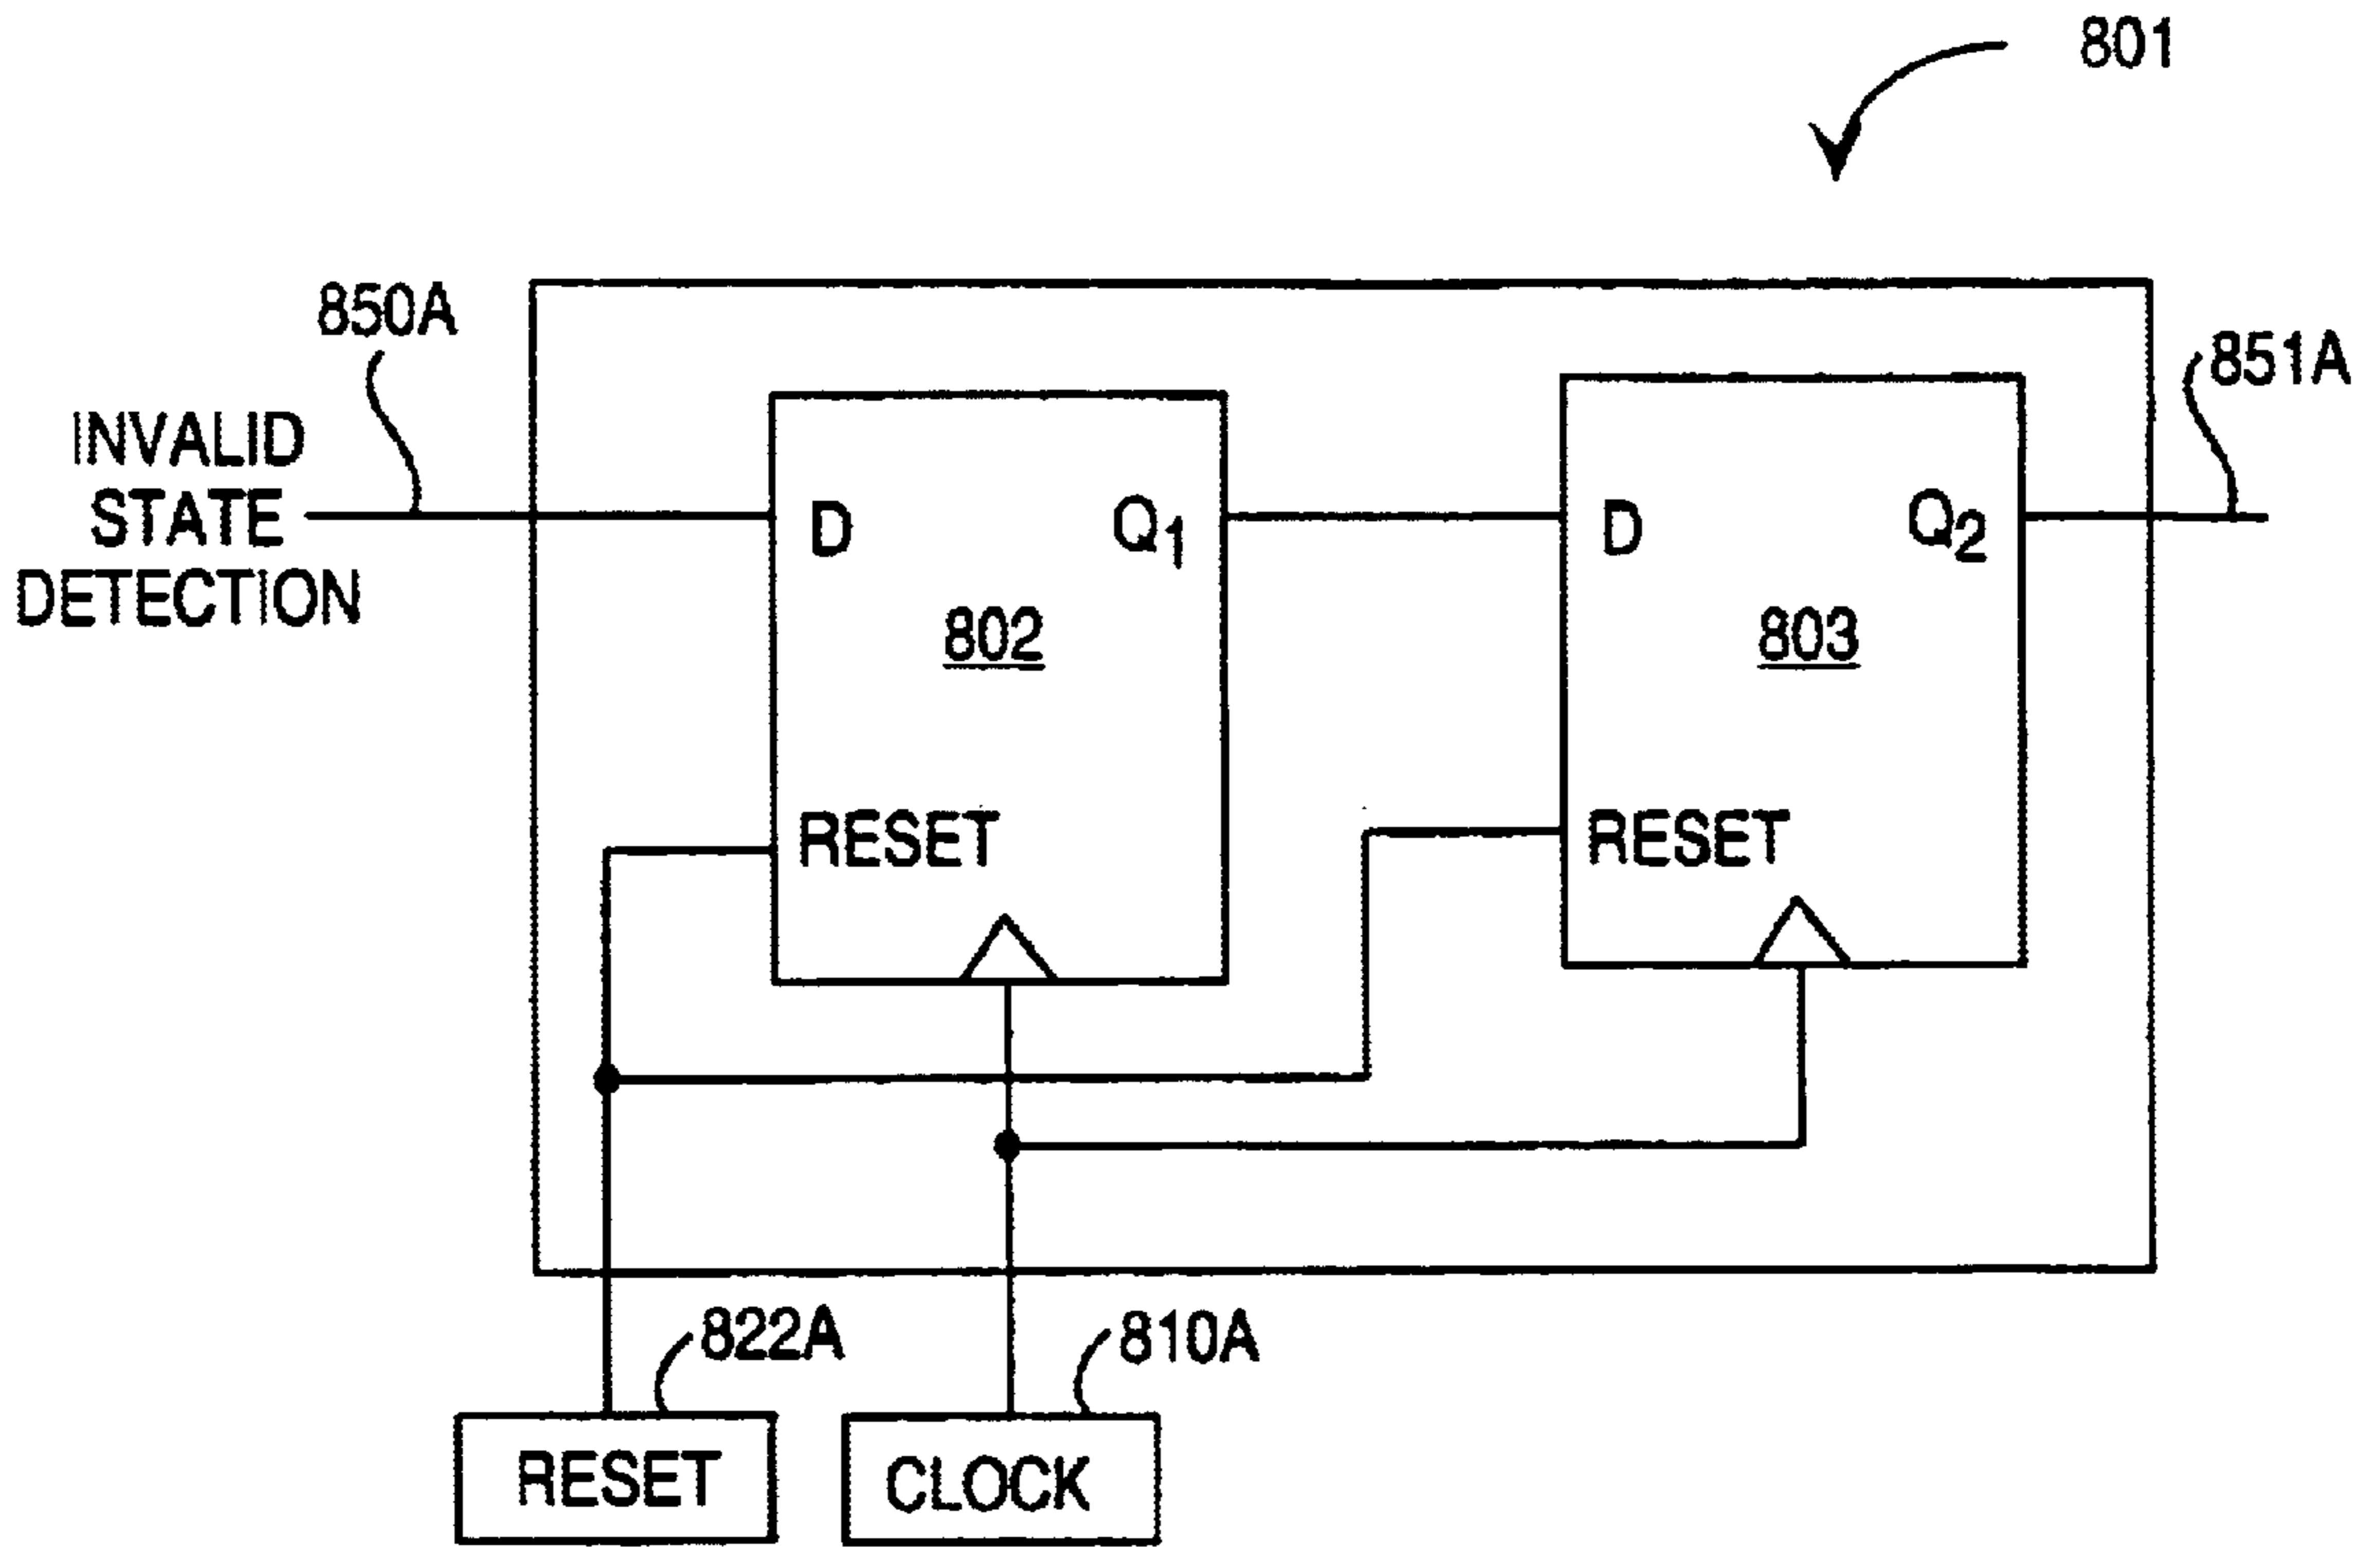 801
850A
851A
INVALID
STATE
DETECTION
D
Q1
D
Q2
802
803
RESET
RESET
822A
810A
RESET
CLOCK